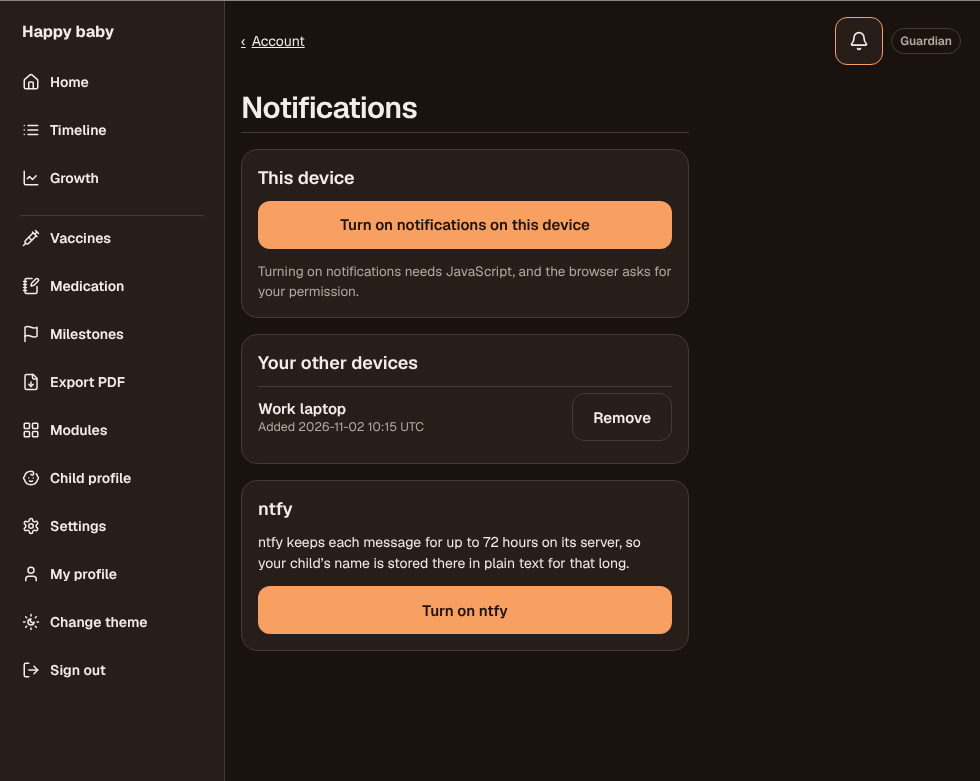 Happy baby
Home
Timeline
Growth
Vaccines
Medication
Milestones
Export PDF
Modules
Child profile
Settings
My profile
Change theme
Sign out
‹ Account
Guardian
Notifications
This device
Turn on notifications on this device
Turning on notifications needs JavaScript, and the browser asks for
your permission.
Your other devices
Work laptop
Added 2026-11-02 10:15 UTC
Remove
ntfy
ntfy keeps each message for up to 72 hours on its server, so
your child’s name is stored there in plain text for that long.
Turn on ntfy